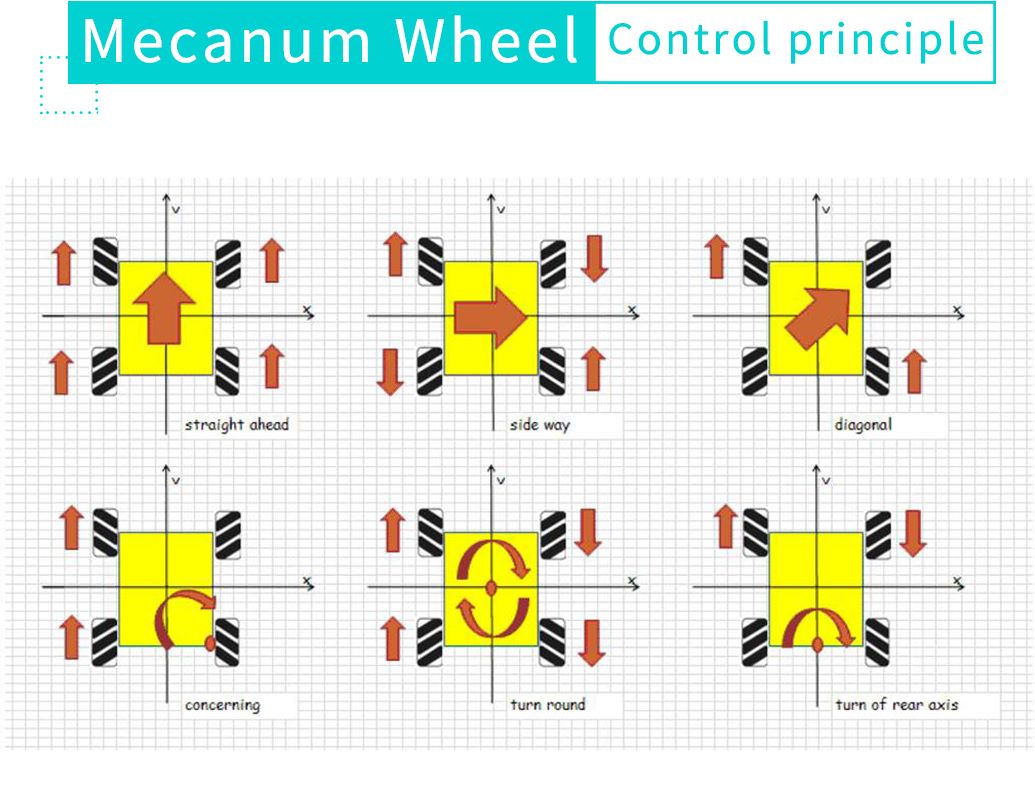 Mecanum Wheel Control principle
v v v
x x x
straight ahead side way diagonal
v v v
x x x
concerning turn round turn of rear axis